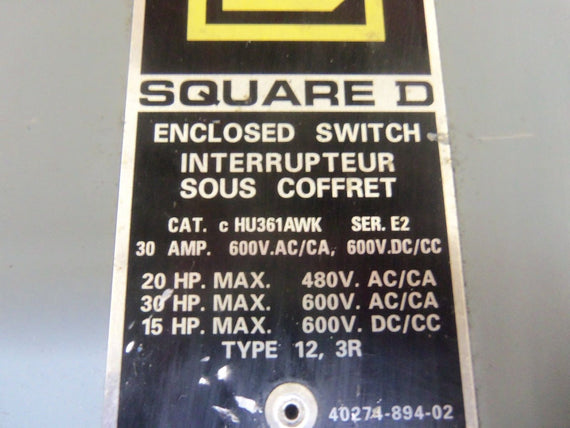 SQUARE D
ENCLOSED SWITCH
INTERRUPTEUR
SOUS COFFRET
CAT. c HU361AWK SER. E2
30 AMP. 600V.AC/CA, 600V.DC/CC
20 HP. MAX. 480V. AC/CA
30 HP. MAX. 600V. AC/CA
15 HP. MAX. 600V. DC/CC
TYPE 12, 3R
40274-894-02